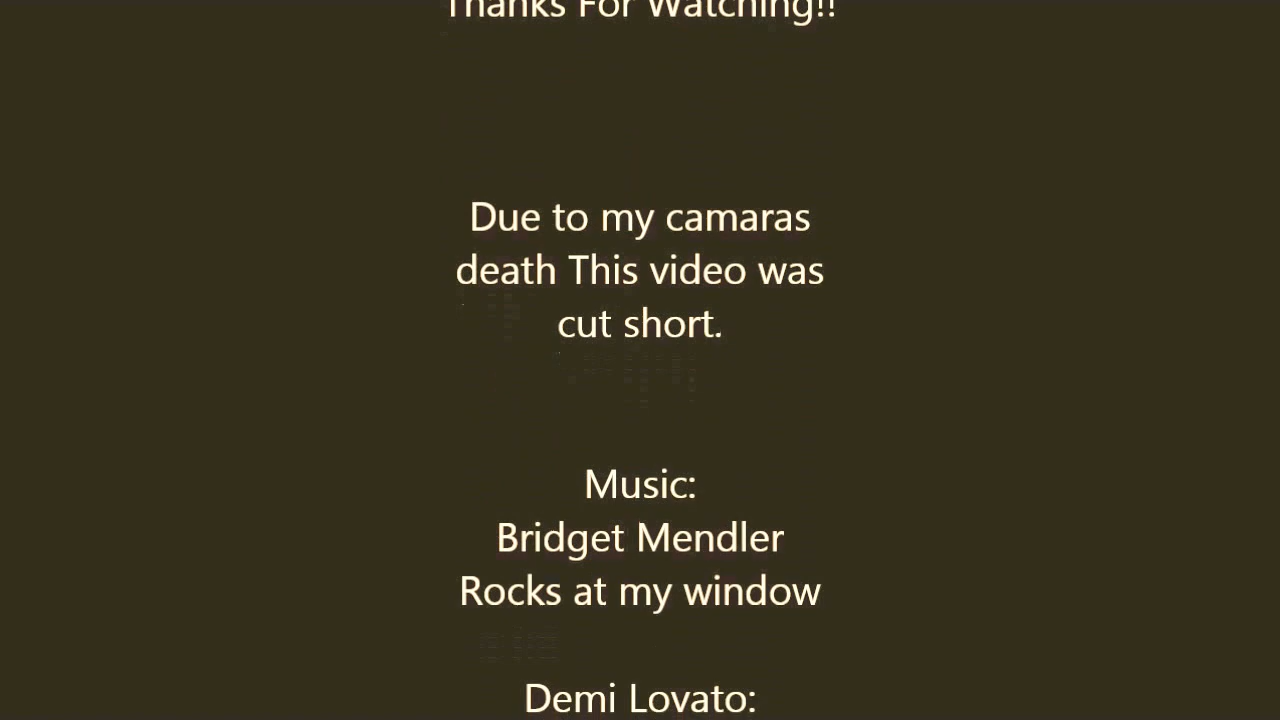 Thanks For Watching!!
Due to my camaras
death This video was
cut short.
Music:
Bridget Mendler
Rocks at my window
Demi Lovato: